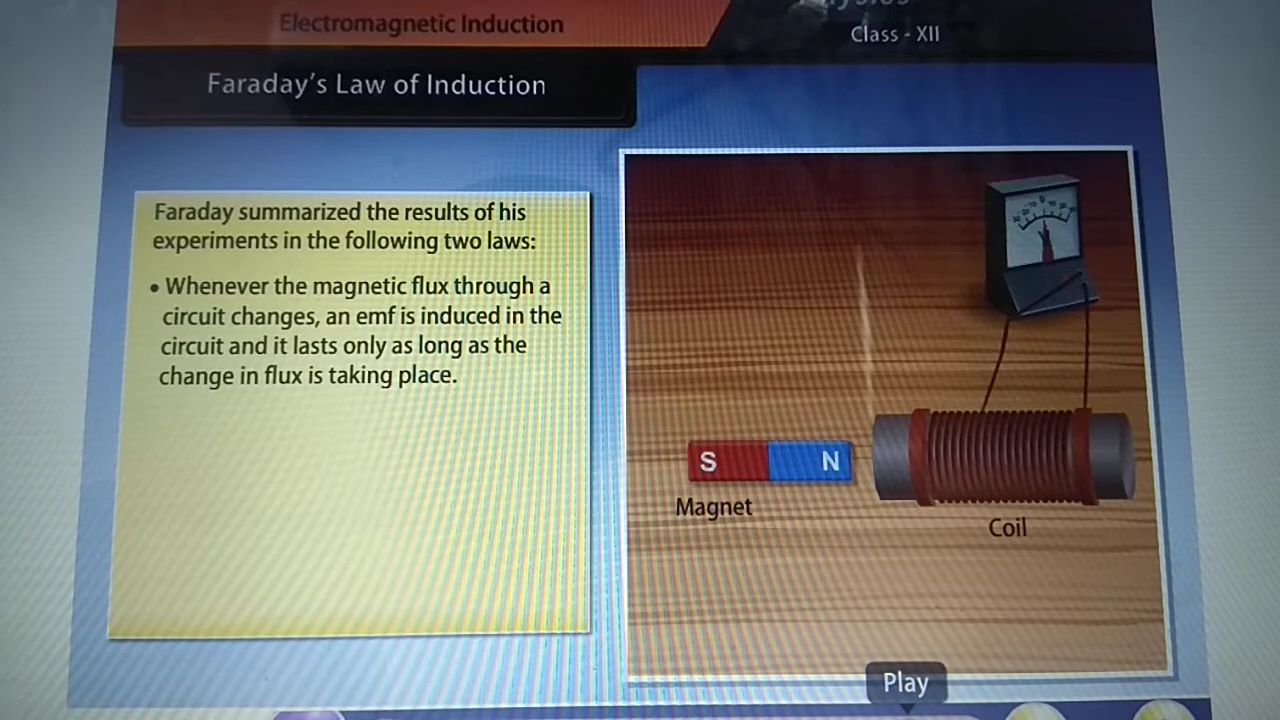 Electromagnetic Induction
Class - XII
Faraday's Law of Induction
Faraday summarized the results of his
experiments in the following two laws:
• Whenever the magnetic flux through a
circuit changes, an emf is induced in the
circuit and it lasts only as long as the
change in flux is taking place.
S N
Magnet
Coil
Play